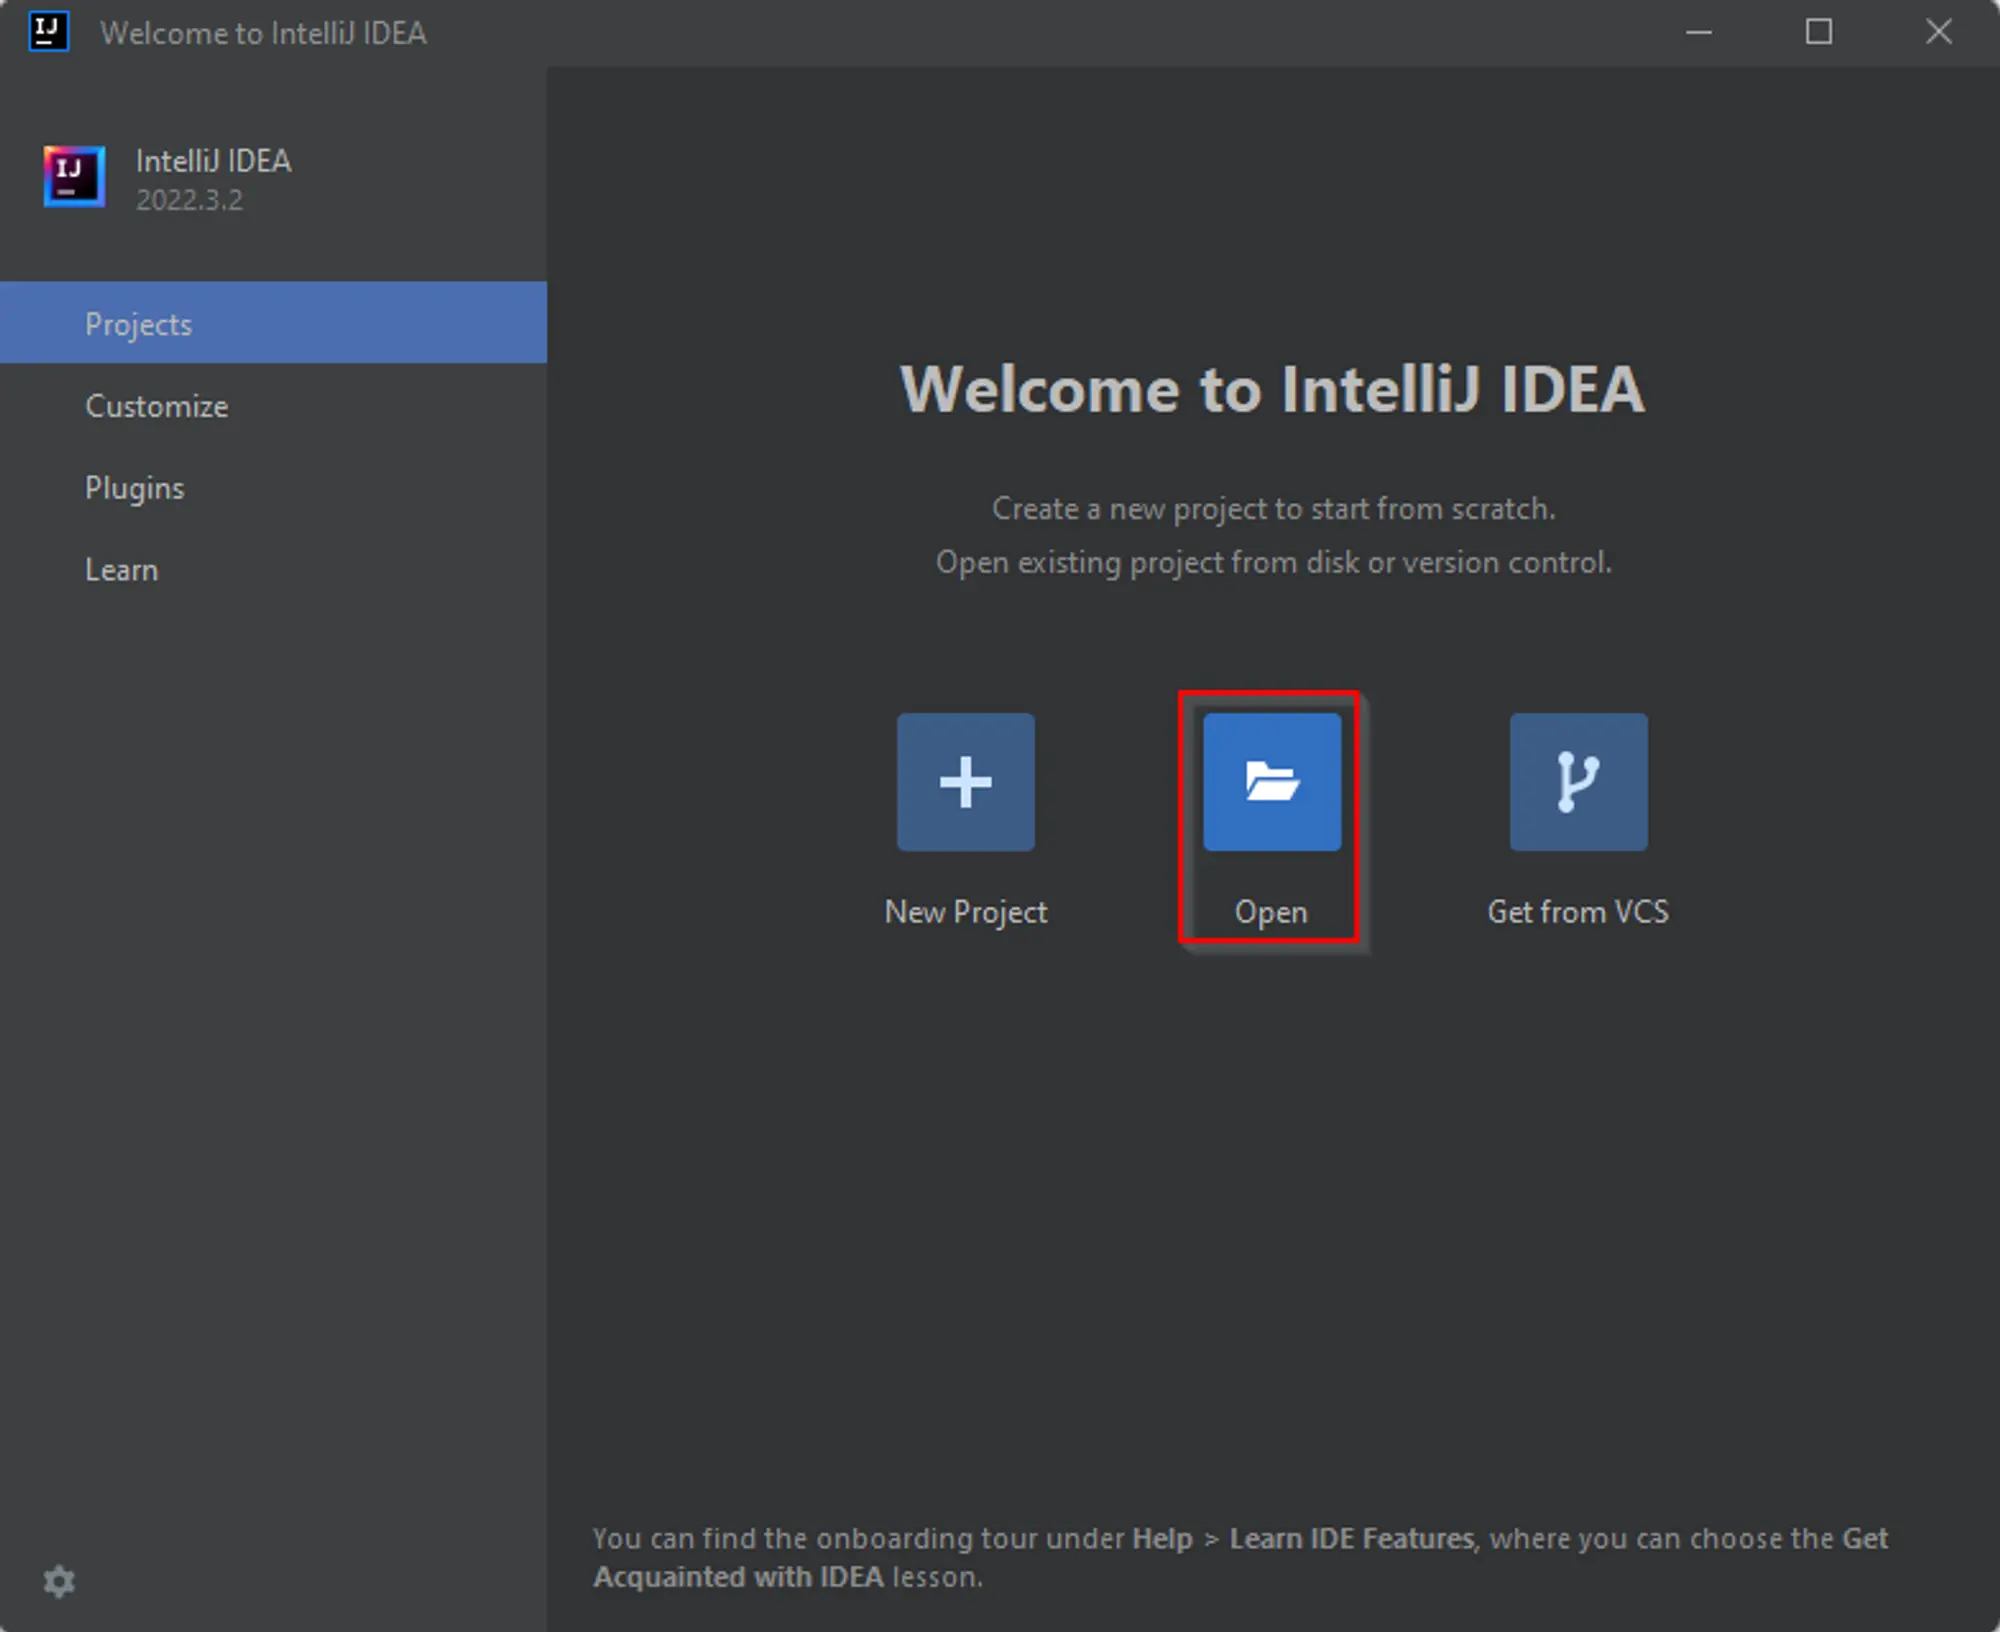 IJ
Welcome to IntelliJ IDEA
IJ
IntelliJ IDEA
2022.3.2
Projects
Customize
Plugins
Learn
Welcome to IntelliJ IDEA
Create a new project to start from scratch.
Open existing project from disk or version control.
New Project
Open
Get from VCS
You can find the onboarding tour under Help > Learn IDE Features, where you can choose the Get
Acquainted with IDEA lesson.